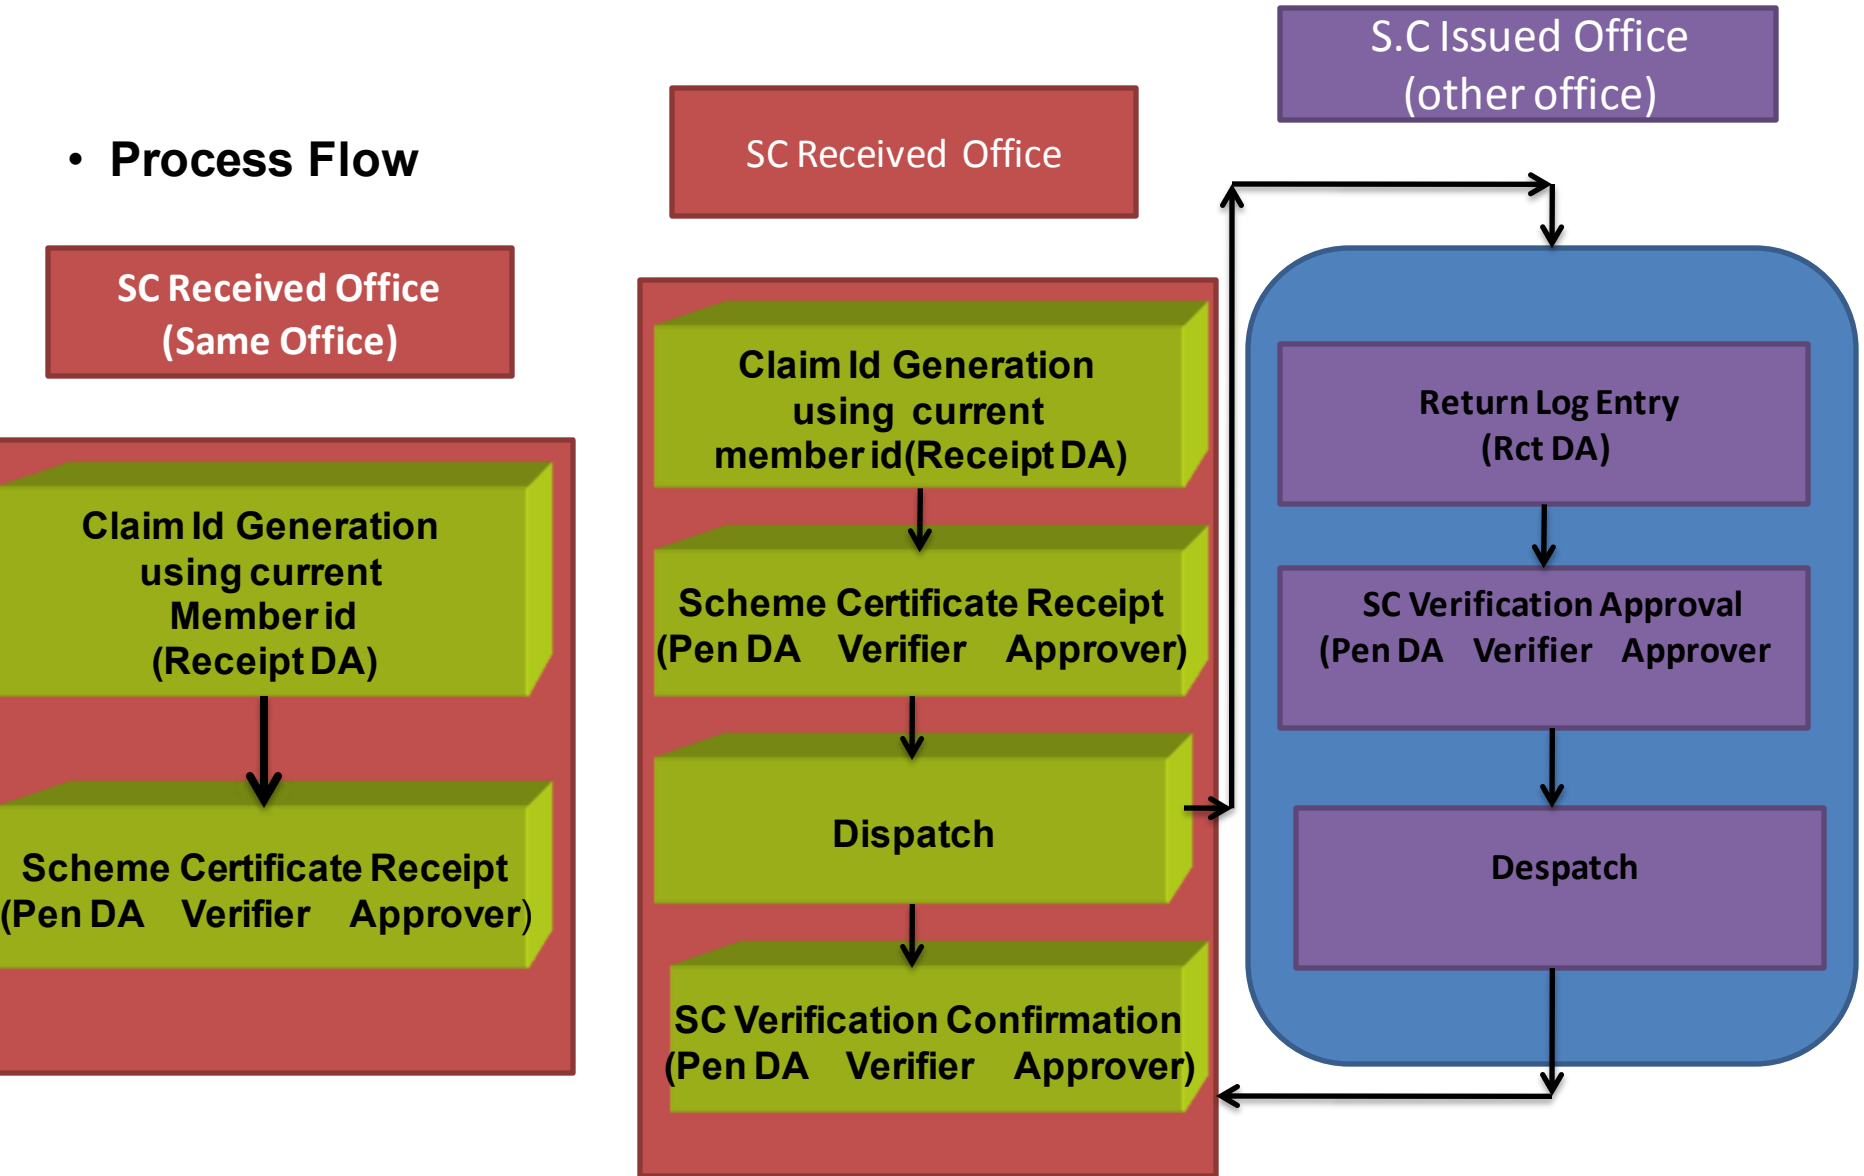 • Process Flow
SC Received Office
(Same Office)
Claim Id Generation
using current
Member id
(Receipt DA)
Scheme Certificate Receipt
(Pen DA Verifier Approver)
SC Received Office
Claim Id Generation
using current
member id(Receipt DA)
Scheme Certificate Receipt
(Pen DA Verifier Approver)
Dispatch
SC Verification Confirmation
(Pen DA Verifier Approver)
S.C Issued Office
(other office)
Return Log Entry
(Rct DA)
SC Verification Approval
(Pen DA Verifier Approver
Despatch